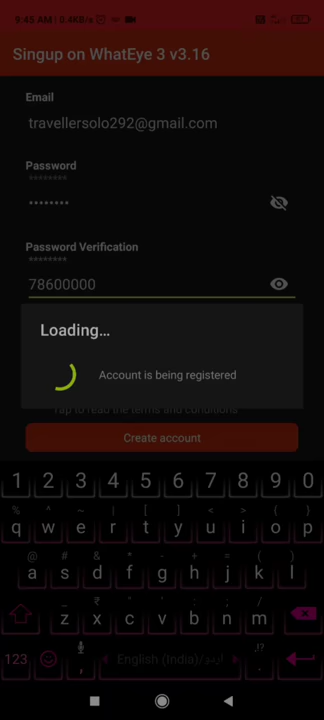 9:45 AM | 0.4KB/s
Singup on WhatEye 3 v3.16
Email
travellersolo292@gmail.com
Password
********
••••••••
Password Verification
********
78600000
Loading...
Account is being registered
Tap to read the terms and conditions
Create account
1 2 3 4 5 6 7 8 9 0
% ^ ~ | [ ] < > { }
q w e r t y u i o p
@ # & * - + = ( )
a s d f g h j k l
_ ₹ " ' : ; /
z x c v b n m
123 , English (India)/اردو .
,!?